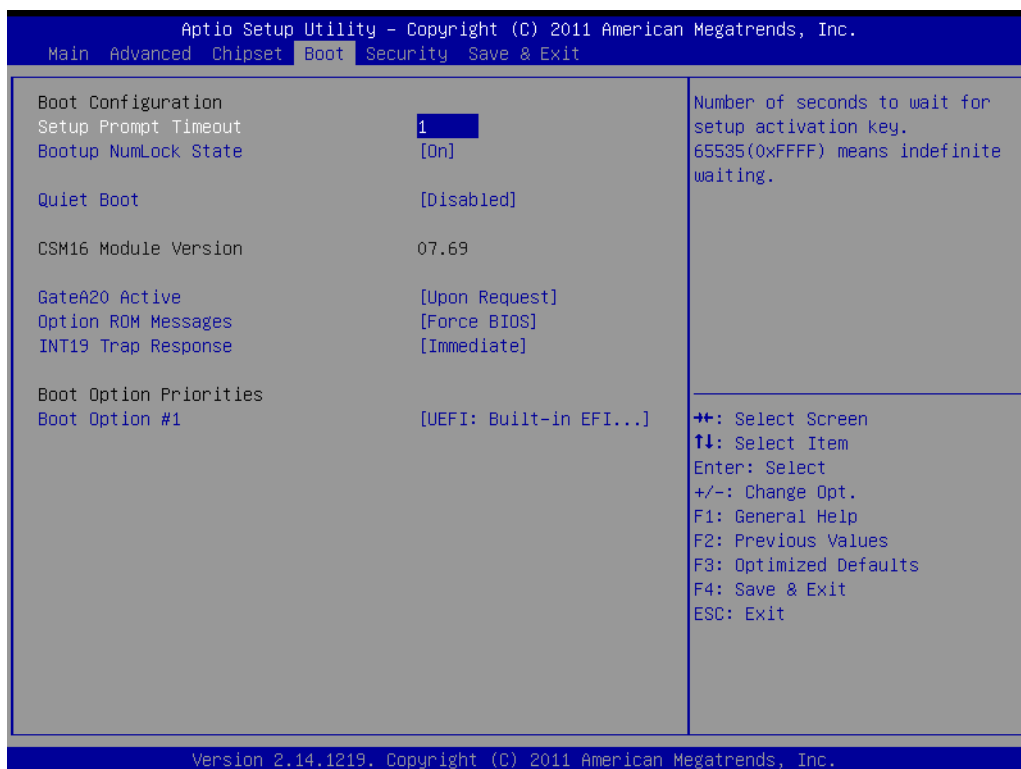 Aptio Setup Utility – Copyright (C) 2011 American Megatrends, Inc.
Main Advanced Chipset Boot Security Save & Exit
Boot Configuration
Setup Prompt Timeout 1
Bootup NumLock State [On]
Quiet Boot [Disabled]
CSM16 Module Version 07.69
GateA20 Active [Upon Request]
Option ROM Messages [Force BIOS]
INT19 Trap Response [Immediate]
Boot Option Priorities
Boot Option #1 [UEFI: Built-in EFI...]
Number of seconds to wait for
setup activation key.
65535(0xFFFF) means indefinite
waiting.
→←: Select Screen
↑↓: Select Item
Enter: Select
+/-: Change Opt.
F1: General Help
F2: Previous Values
F3: Optimized Defaults
F4: Save & Exit
ESC: Exit
Version 2.14.1219. Copyright (C) 2011 American Megatrends, Inc.